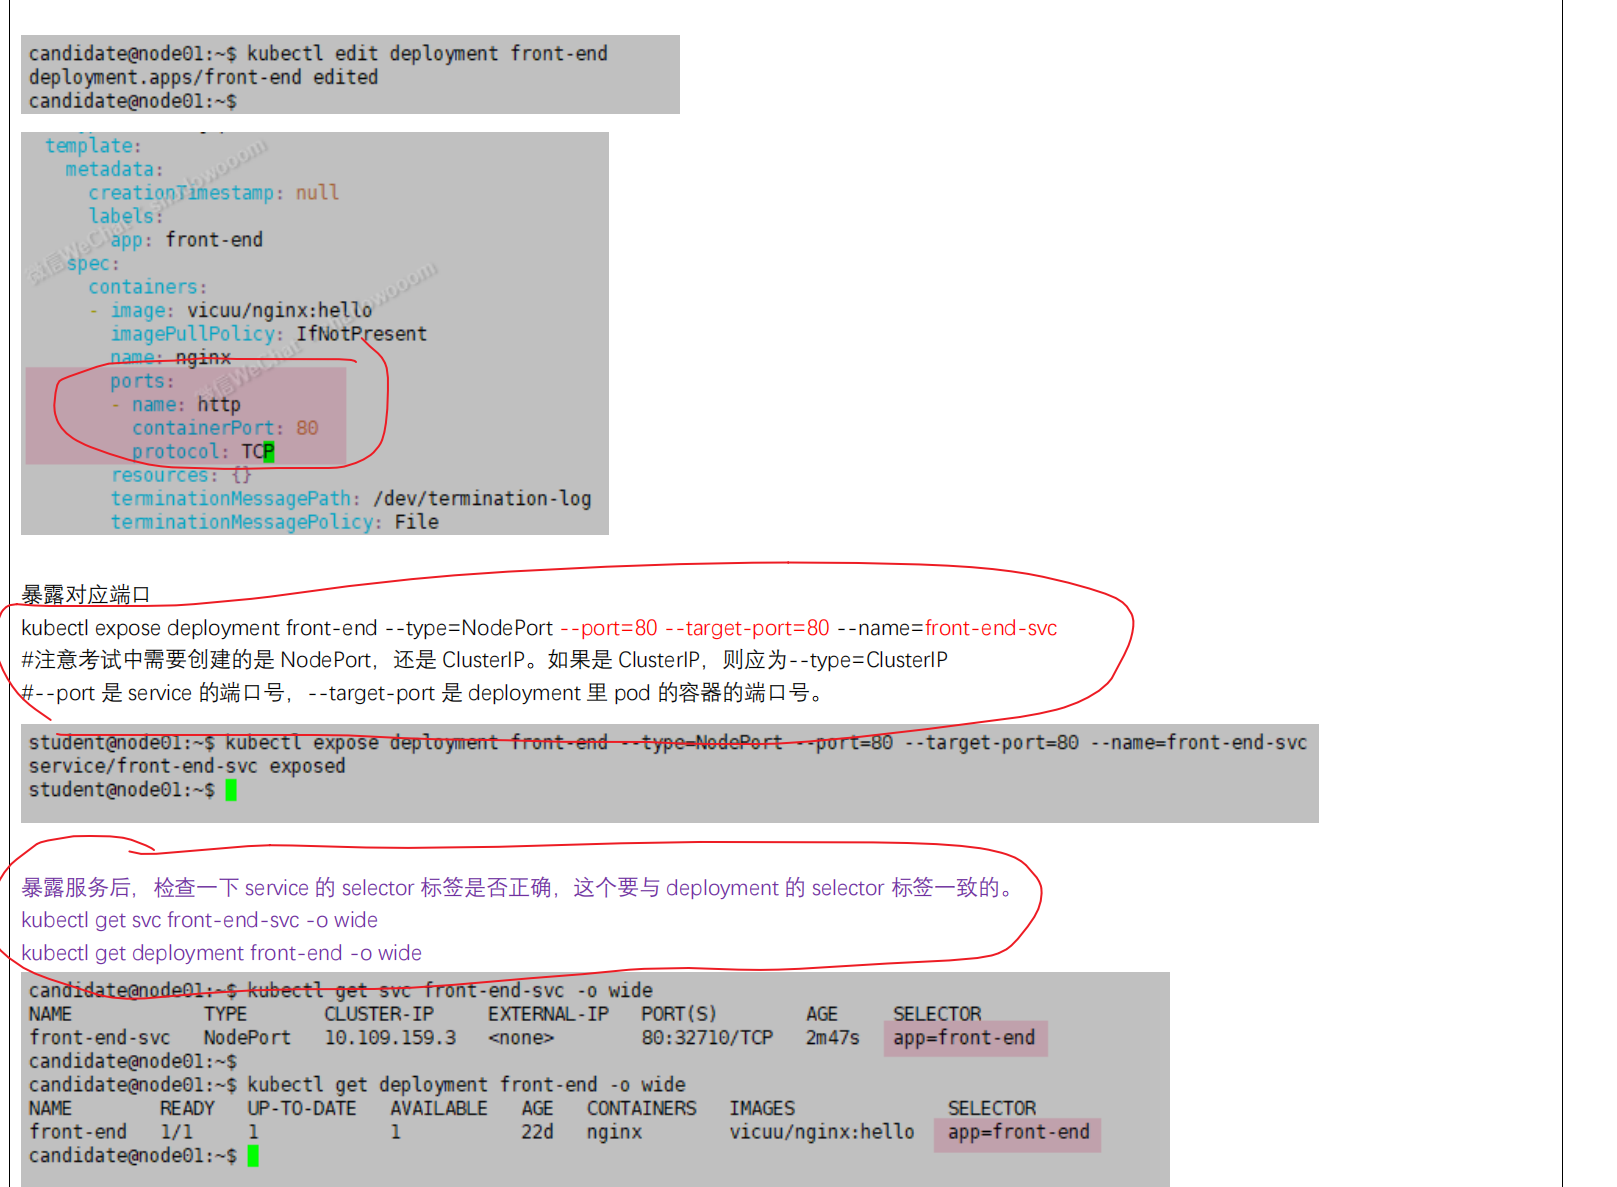 candidate@node01:~$ kubectl edit deployment front-end
deployment.apps/front-end edited
candidate@node01:~$
template:
metadata:
creationTimestamp: null
labels:
app: front-end
spec:
containers:
- image: vicuu/nginx:hello
imagePullPolicy: IfNotPresent
name: nginx
ports:
- name: http
containerPort: 80
protocol: TCP
resources: {}
terminationMessagePath: /dev/termination-log
terminationMessagePolicy: File
暴露对应端口
kubectl expose deployment front-end --type=NodePort --port=80 --target-port=80 --name=front-end-svc
#注意考试中需要创建的是 NodePort，还是 ClusterIP。如果是 ClusterIP，则应为--type=ClusterIP
#--port 是 service 的端口号，--target-port 是 deployment 里 pod 的容器的端口号。
student@node01:~$ kubectl expose deployment front-end --type=NodePort --port=80 --target-port=80 --name=front-end-svc
service/front-end-svc exposed
student@node01:~$
暴露服务后，检查一下 service 的 selector 标签是否正确，这个要与 deployment 的 selector 标签一致的。
kubectl get svc front-end-svc -o wide
kubectl get deployment front-end -o wide
candidate@node01:~$ kubectl get svc front-end-svc -o wide
NAME TYPE CLUSTER-IP EXTERNAL-IP PORT(S) AGE SELECTOR
front-end-svc NodePort 10.109.159.3 <none> 80:32710/TCP 2m47s app=front-end
candidate@node01:~$
candidate@node01:~$ kubectl get deployment front-end -o wide
NAME READY UP-TO-DATE AVAILABLE AGE CONTAINERS IMAGES SELECTOR
front-end 1/1 1 1 22d nginx vicuu/nginx:hello app=front-end
candidate@node01:~$